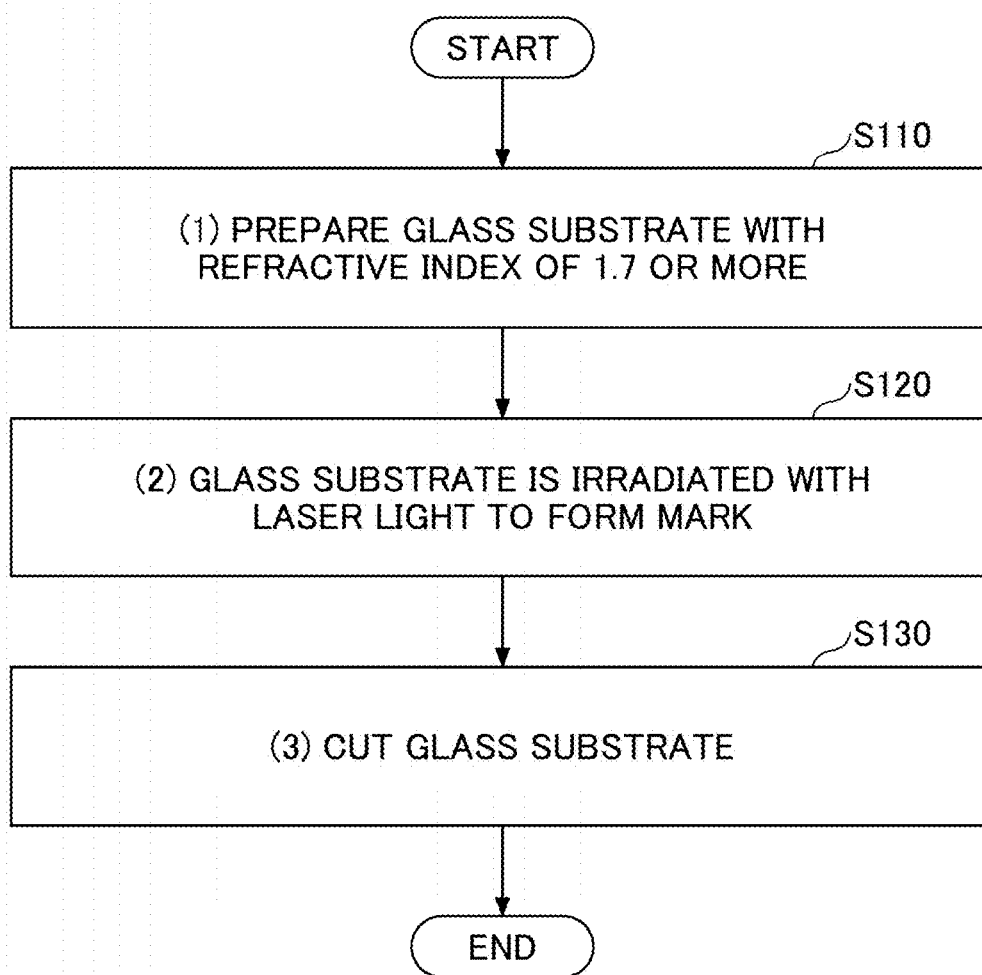 START
S110
(1) PREPARE GLASS SUBSTRATE WITH
REFRACTIVE INDEX OF 1.7 OR MORE
S120
(2) GLASS SUBSTRATE IS IRRADIATED WITH
LASER LIGHT TO FORM MARK
S130
(3) CUT GLASS SUBSTRATE
END